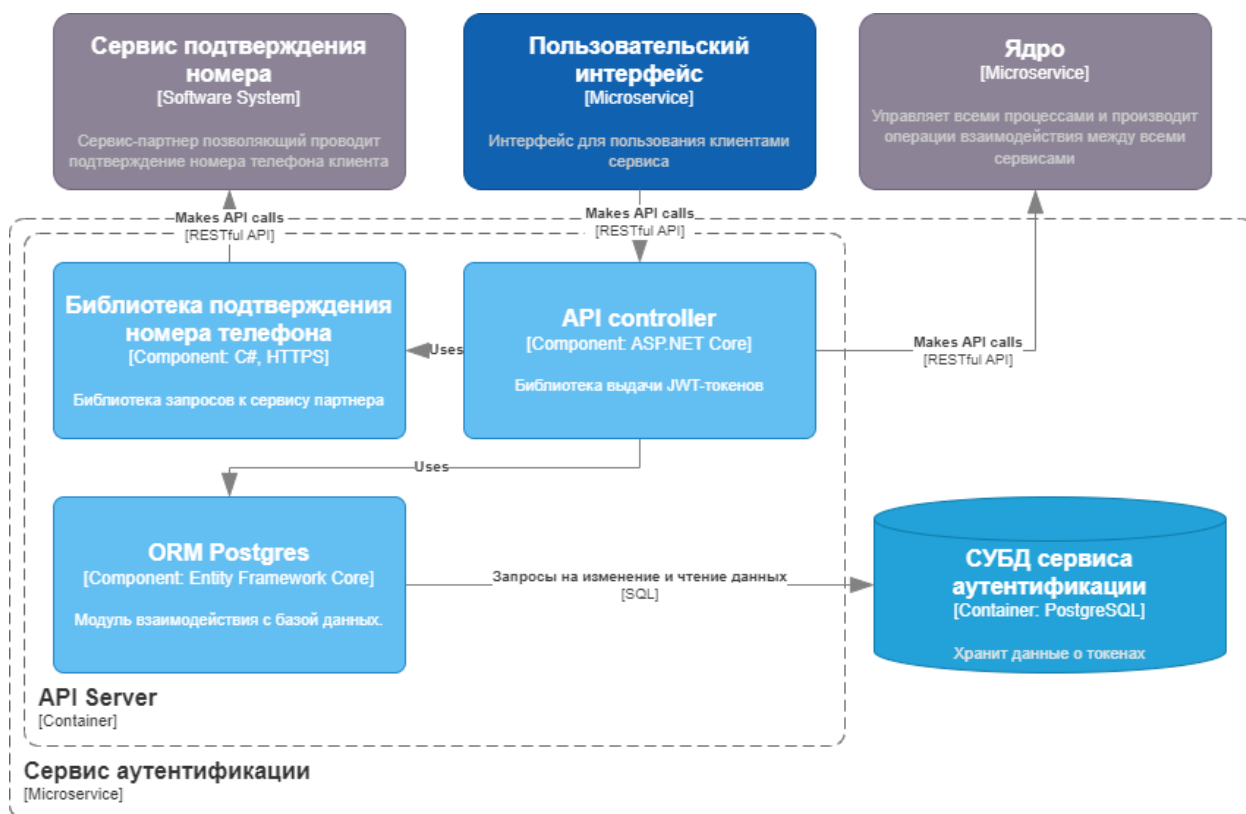 Сервис подтверждения
номера
[Software System]
Сервис-партнер позволяющий проводит
подтверждение номера телефона клиента
Пользовательский
интерфейс
[Microservice]
Интерфейс для пользования клиентами
сервиса
Ядро
[Microservice]
Управляет всеми процессами и производит
операции взаимодействия между всеми
сервисами
Makes API calls
[RESTful API]
Makes API calls
[RESTful API]
Библиотека подтверждения
номера телефона
[Component: C#, HTTPS]
Библиотека запросов к сервису партнера
Uses
API controller
[Component: ASP.NET Core]
Библиотека выдачи JWT-токенов
Makes API calls
[RESTful API]
Uses
ORM Postgres
[Component: Entity Framework Core]
Модуль взаимодействия с базой данных.
Запросы на изменение и чтение данных
[SQL]
СУБД сервиса
аутентификации
[Container: PostgreSQL]
Хранит данные о токенах
API Server
[Container]
Сервис аутентификации
[Microservice]